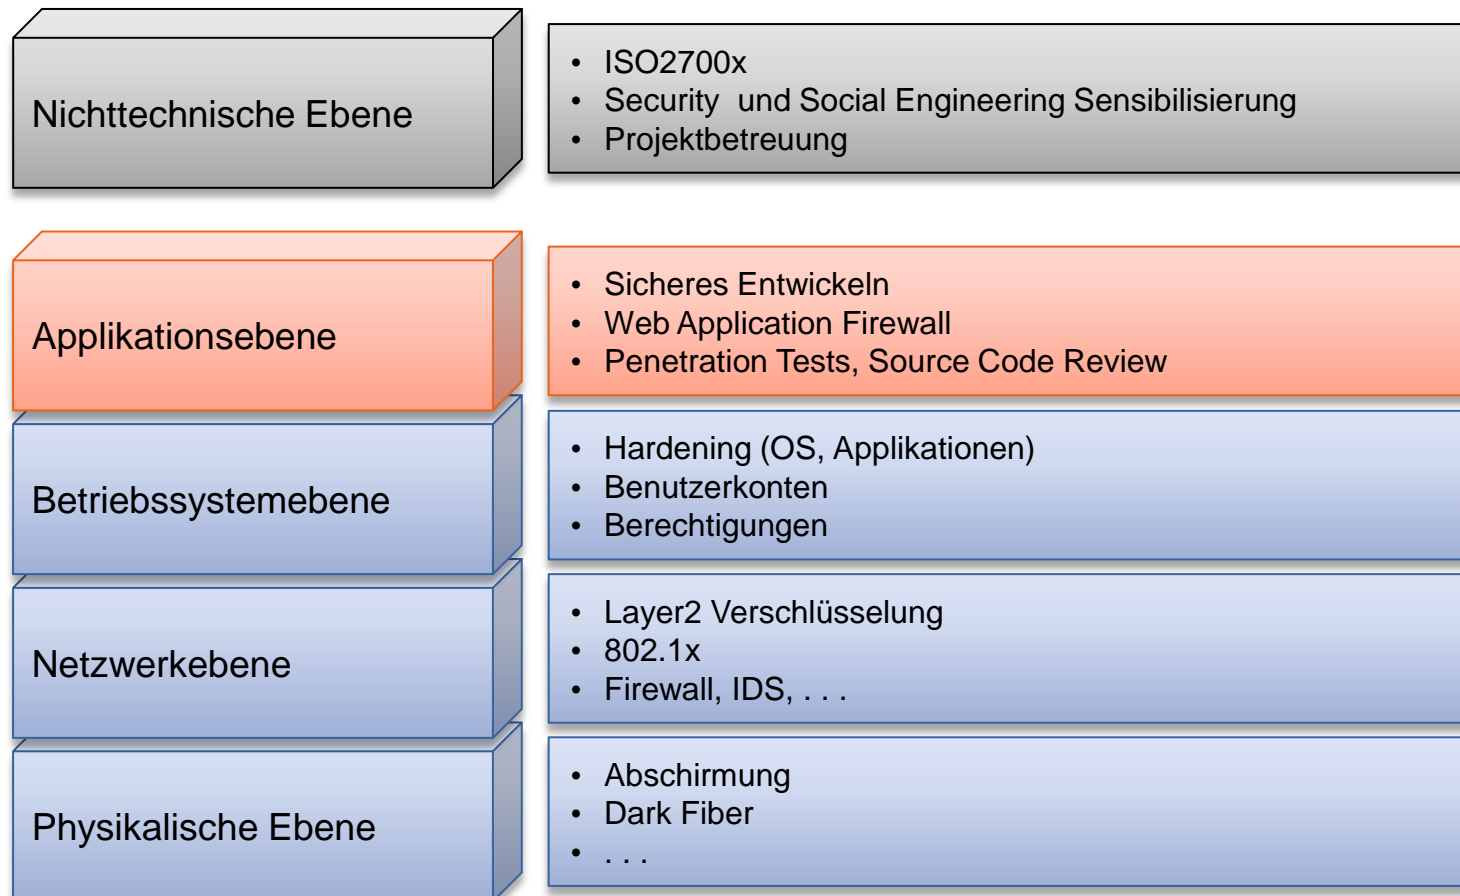 Nichttechnische Ebene
• ISO2700x
• Security und Social Engineering Sensibilisierung
• Projektbetreuung
Applikationsebene
• Sicheres Entwickeln
• Web Application Firewall
• Penetration Tests, Source Code Review
Betriebssystemebene
• Hardening (OS, Applikationen)
• Benutzerkonten
• Berechtigungen
Netzwerkebene
• Layer2 Verschlüsselung
• 802.1x
• Firewall, IDS, . . .
Physikalische Ebene
• Abschirmung
• Dark Fiber
• . . .